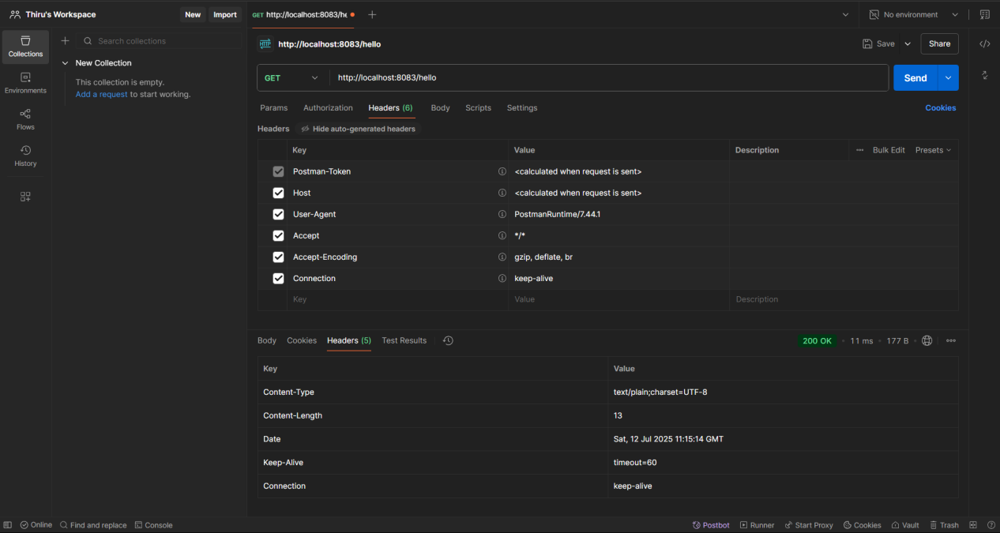 Thiru's Workspace
New
Import
GET http://localhost:8083/he
No environment
Collections
Search collections
http://localhost:8083/hello
Save
Share
New Collection
This collection is empty.
Add a request to start working.
Environments
Flows
History
GET
http://localhost:8083/hello
Send
Params Authorization Headers (6) Body Scripts Settings
Cookies
Headers
Hide auto-generated headers
Key Value Description
Bulk Edit Presets
Postman-Token <calculated when request is sent>
Host <calculated when request is sent>
User-Agent PostmanRuntime/7.44.1
Accept */*
Accept-Encoding gzip, deflate, br
Connection keep-alive
Key Value Description
Body Cookies Headers (5) Test Results
200 OK 11 ms 177 B
Key Value
Content-Type text/plain;charset=UTF-8
Content-Length 13
Date Sat, 12 Jul 2025 11:15:14 GMT
Keep-Alive timeout=60
Connection keep-alive
Online Find and replace Console
Postbot Runner Start Proxy Cookies Vault Trash